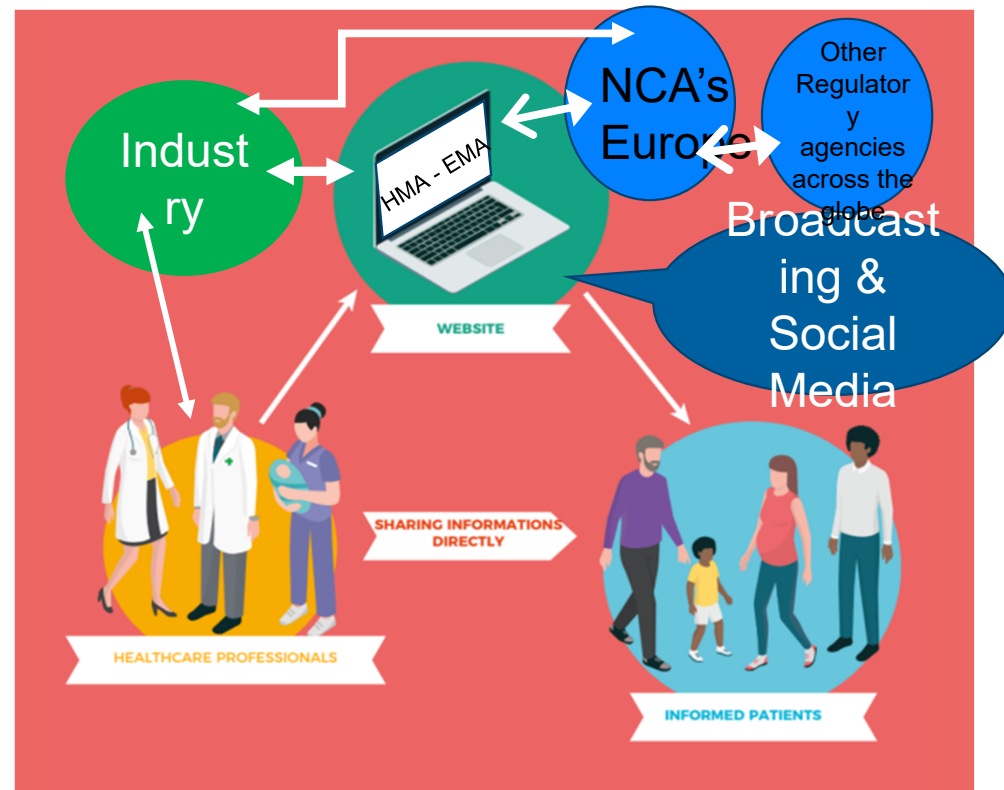 Indust
ry
HMA - EMA
NCA’s
Europe
Other
Regulator
y
agencies
across the
globe
Broadcast
ing &
Social
Media
WEBSITE
SHARING INFORMATIONS
DIRECTLY
HEALTHCARE PROFESSIONALS
INFORMED PATIENTS